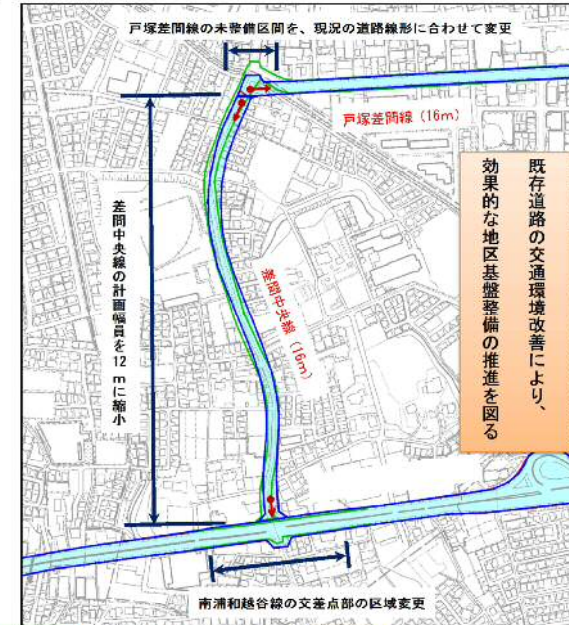 戸塚差間線の未整備区間を、現況の道路線形に合わせて変更
戸塚差間線（16m）
既存道路の交通環境改善により、
効果的な地区基盤整備の推進を図る
差間中央線の計画幅員を12 mに縮小
差間中央線（16m）
南浦和越谷線の交差点部の区域変更